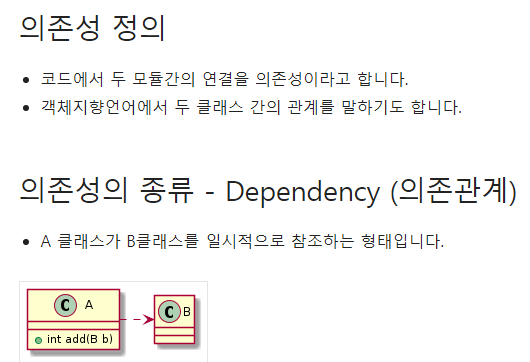 의존성 정의
코드에서 두 모듈간의 연결을 의존성이라고 합니다.
객체지향언어에서 두 클래스 간의 관계를 말하기도 합니다.
의존성의 종류 - Dependency (의존관계)
A 클래스가 B클래스를 일시적으로 참조하는 형태입니다.
C A
C B
int add(B b)